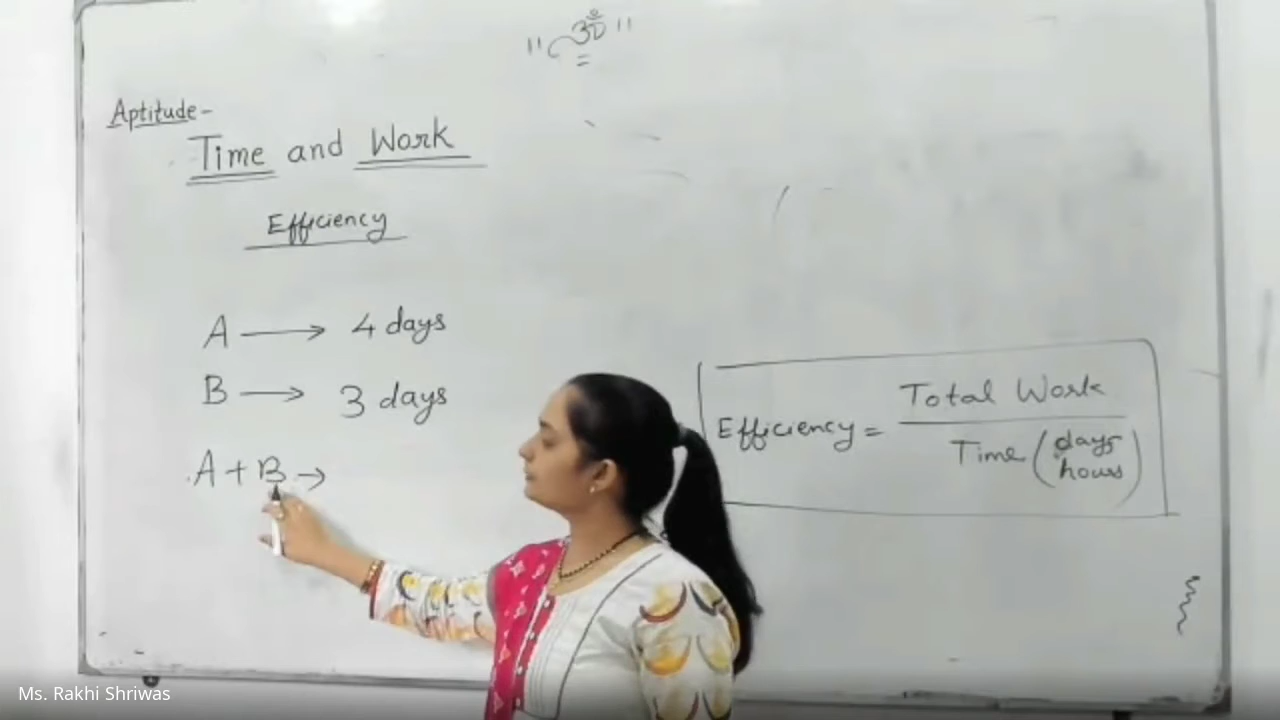 " ॐ "
Aptitude-
Time and Work
Efficiency
A → 4 days
B → 3 days
A + B →
Efficiency = Total Work
Time (days
hours)
Ms. Rakhi Shriwas